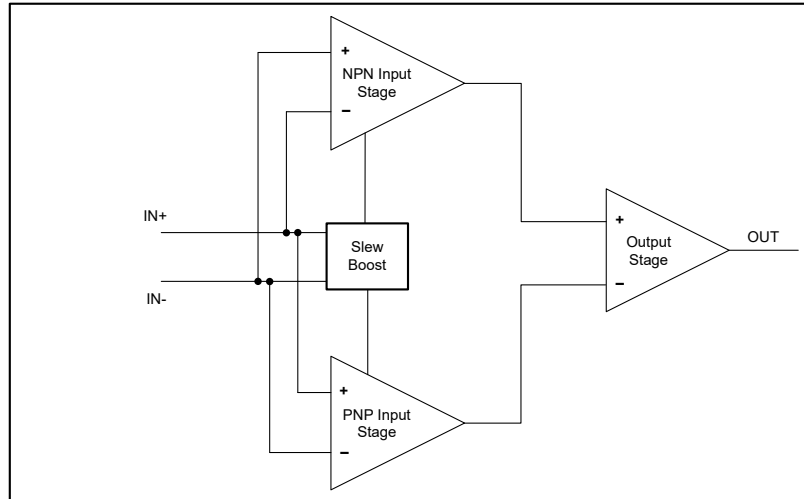 +
NPN Input
Stage
−
IN+
Slew
Boost
IN-
+
Output
Stage
−
OUT
+
PNP Input
Stage
−